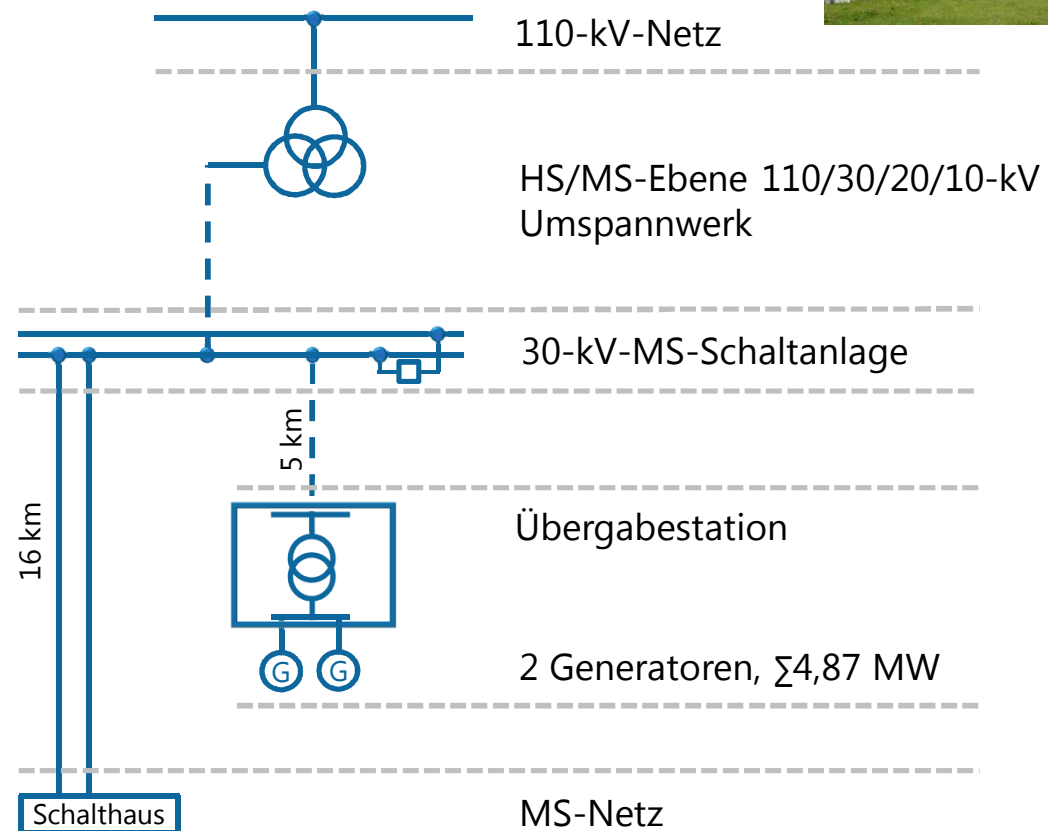 110-kV-Netz
HS/MS-Ebene 110/30/20/10-kV
Umspannwerk
30-kV-MS-Schaltanlage
5 km
16 km
Übergabestation
G G
2 Generatoren, ∑4,87 MW
Schalthaus
MS-Netz